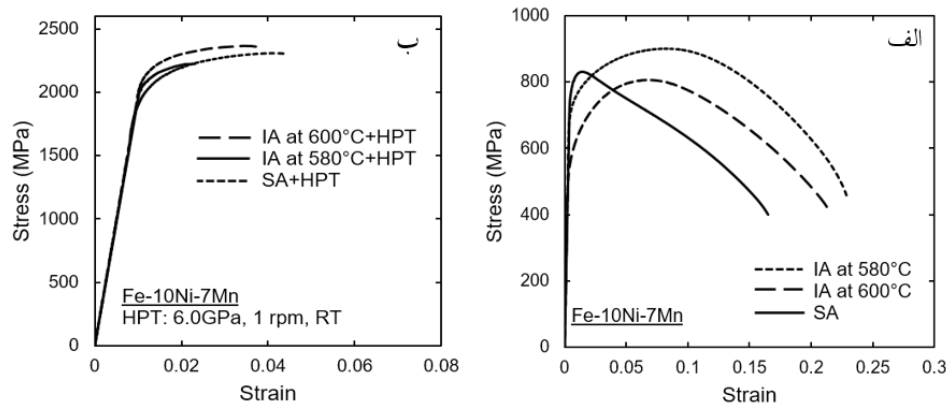 ب
2500
2000
1500
1000
500
0
Stress (MPa)
IA at 600°C+HPT
IA at 580°C+HPT
SA+HPT
Fe-10Ni-7Mn
HPT: 6.0GPa, 1 rpm, RT
0
0.02
0.04
0.06
0.08
Strain
الف
1000
800
600
400
200
0
Stress (MPa)
IA at 580°C
IA at 600°C
SA
Fe-10Ni-7Mn
0
0.05
0.1
0.15
0.2
0.25
0.3
Strain